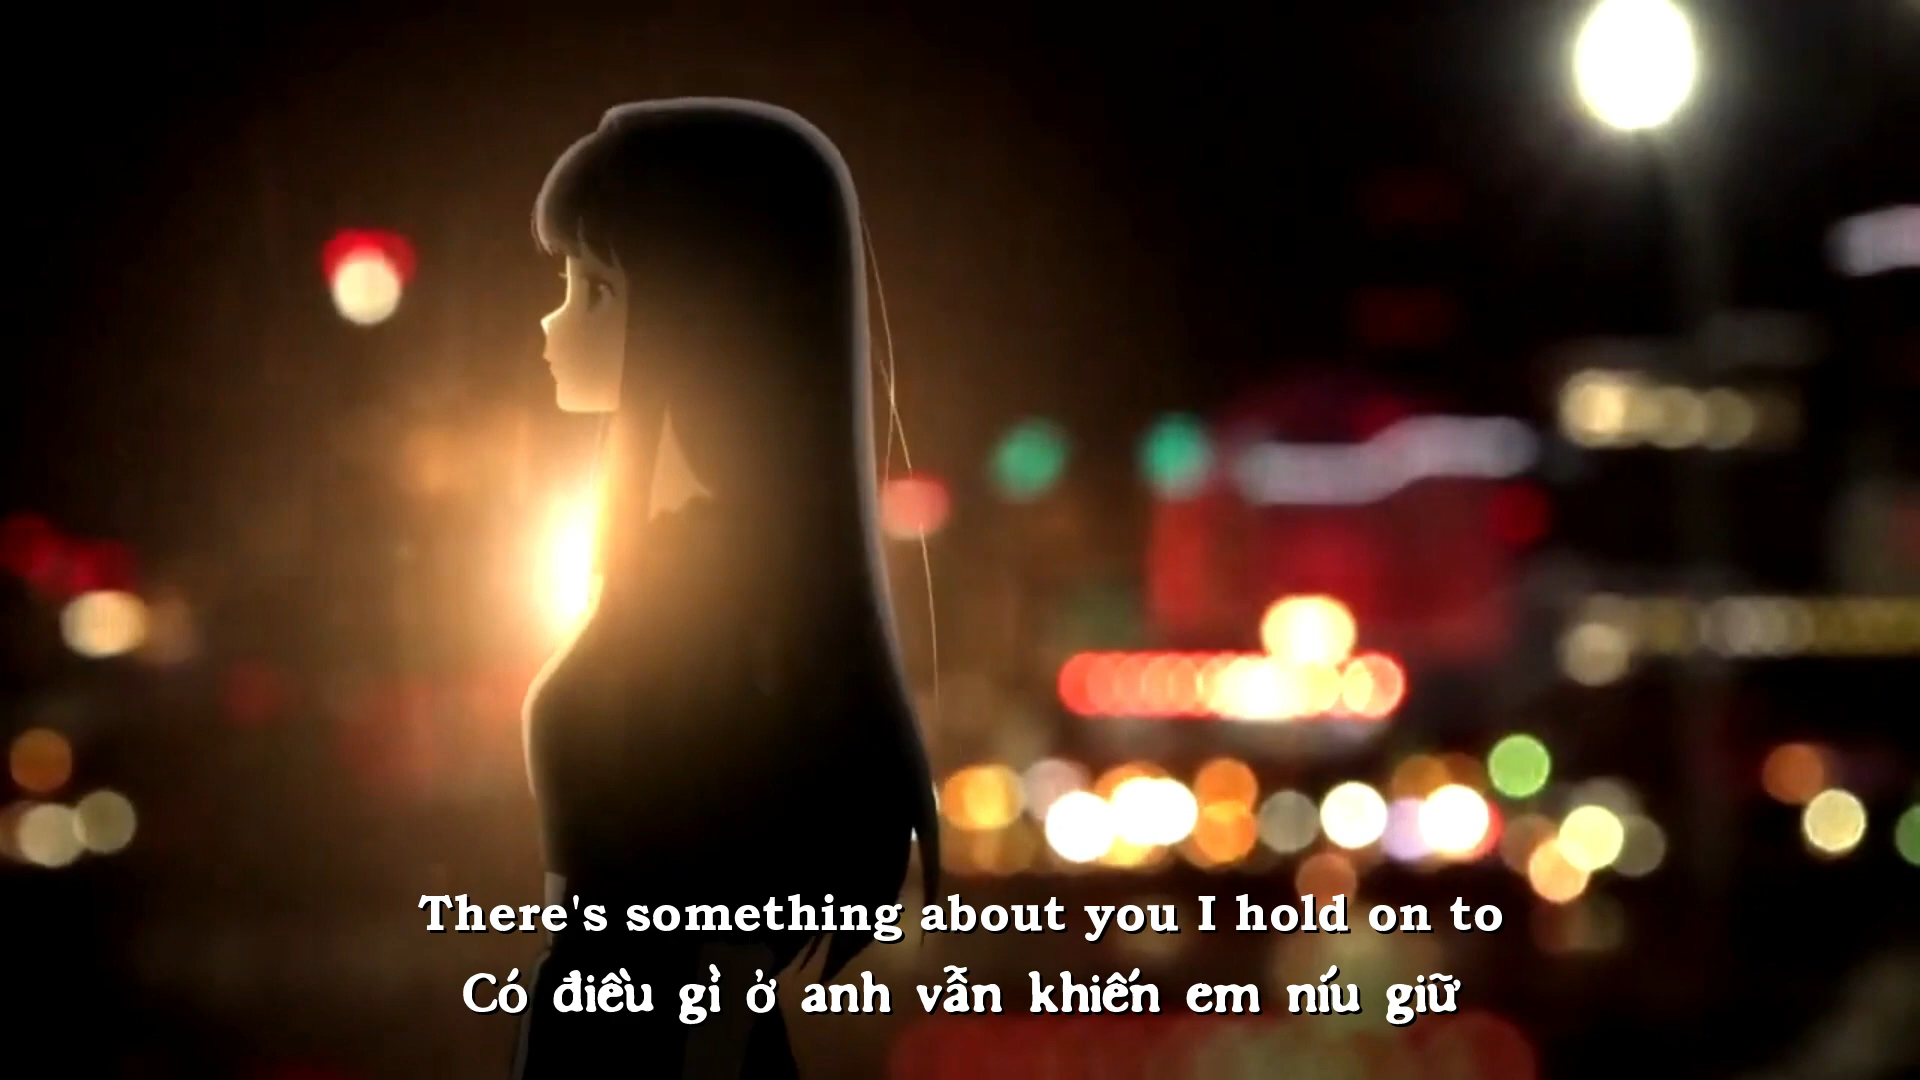 There's something about you I hold on to
Có điều gì ở anh vẫn khiến em níu giữ